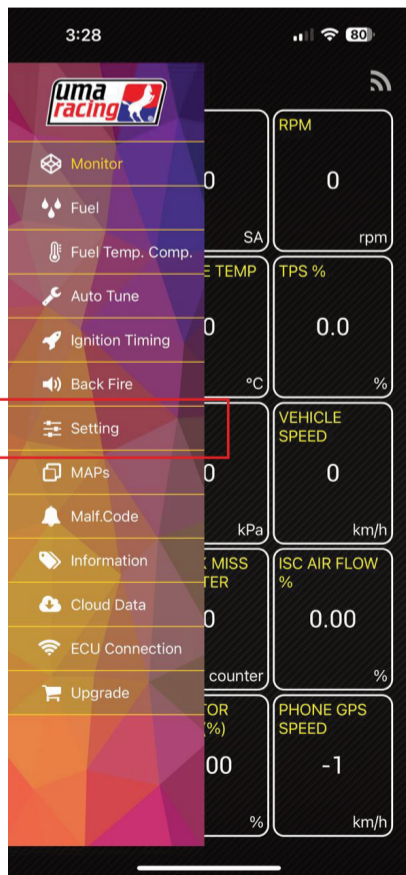 3:28
80
uma
racing
Monitor
Fuel
Fuel Temp. Comp.
Auto Tune
Ignition Timing
Back Fire
Setting
MAPs
Malf.Code
Information
Cloud Data
ECU Connection
Upgrade
0
SA
RPM
0
rpm
TEMP
0
°C
TPS %
0.0
%
0
kPa
VEHICLE
SPEED
0
km/h
MISS
TER
0
counter
ISC AIR FLOW
%
0.00
%
TOR
(%)
00
%
PHONE GPS
SPEED
-1
km/h